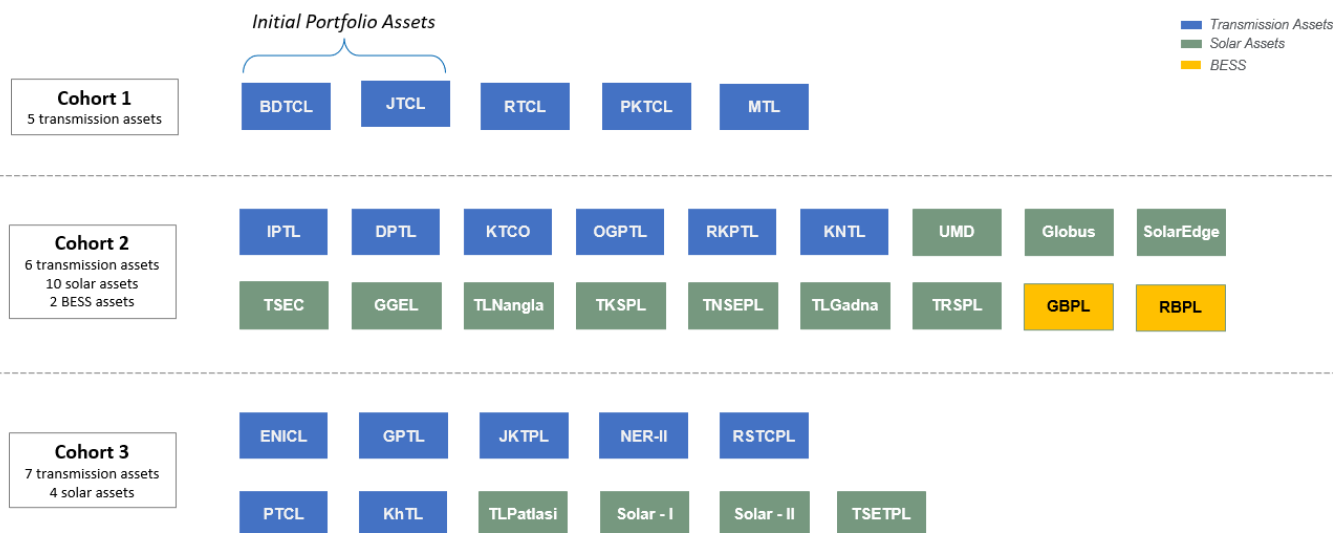 Initial Portfolio Assets
Transmission Assets
Solar Assets
BESS
Cohort 1
5 transmission assets
BDTCL
JTCL
RTCL
PKTCL
MTL
Cohort 2
6 transmission assets
10 solar assets
2 BESS assets
IPTL
DPTL
KTCO
OGPTL
RKPTL
KNTL
UMD
Globus
SolarEdge
TSEC
GGEL
TLNangla
TKSPL
TNSEPL
TLGadna
TRSPL
GBPL
RBPL
Cohort 3
7 transmission assets
4 solar assets
ENICL
GPTL
JKTPL
NER-II
RSTCPL
PTCL
KhTL
TLPatlasi
Solar - I
Solar - II
TSETPL